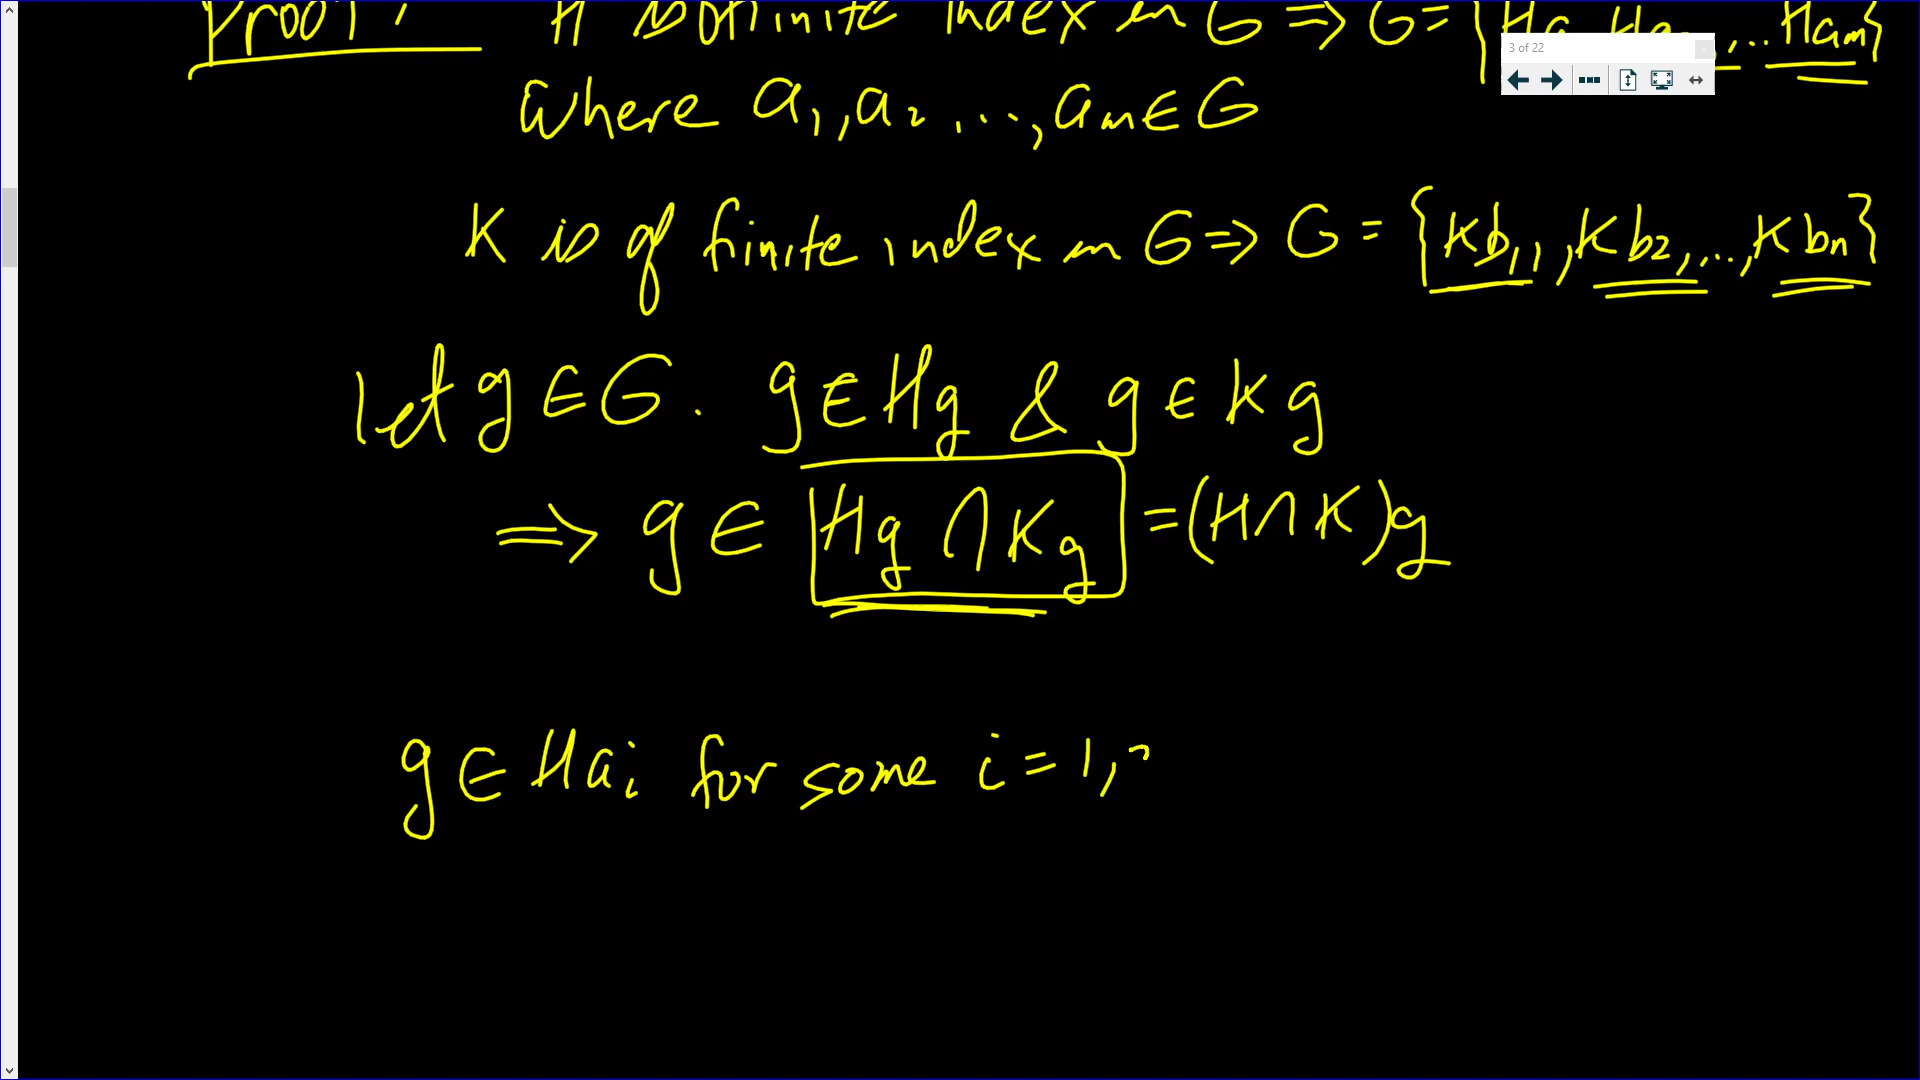 Proof: H is of finite index in G => G = {Ha Ha ,... Ham}
3 of 22
Where a1, a2, ..., am ∈ G
K is of finite index in G => G = {Kb1, Kb2, ..., Kbn}
let g ∈ G. g ∈ Hg & g ∈ Kg
=> g ∈ Hg ∩ Kg = (H ∩ K)g
g ∈ Hai for some i = 1,